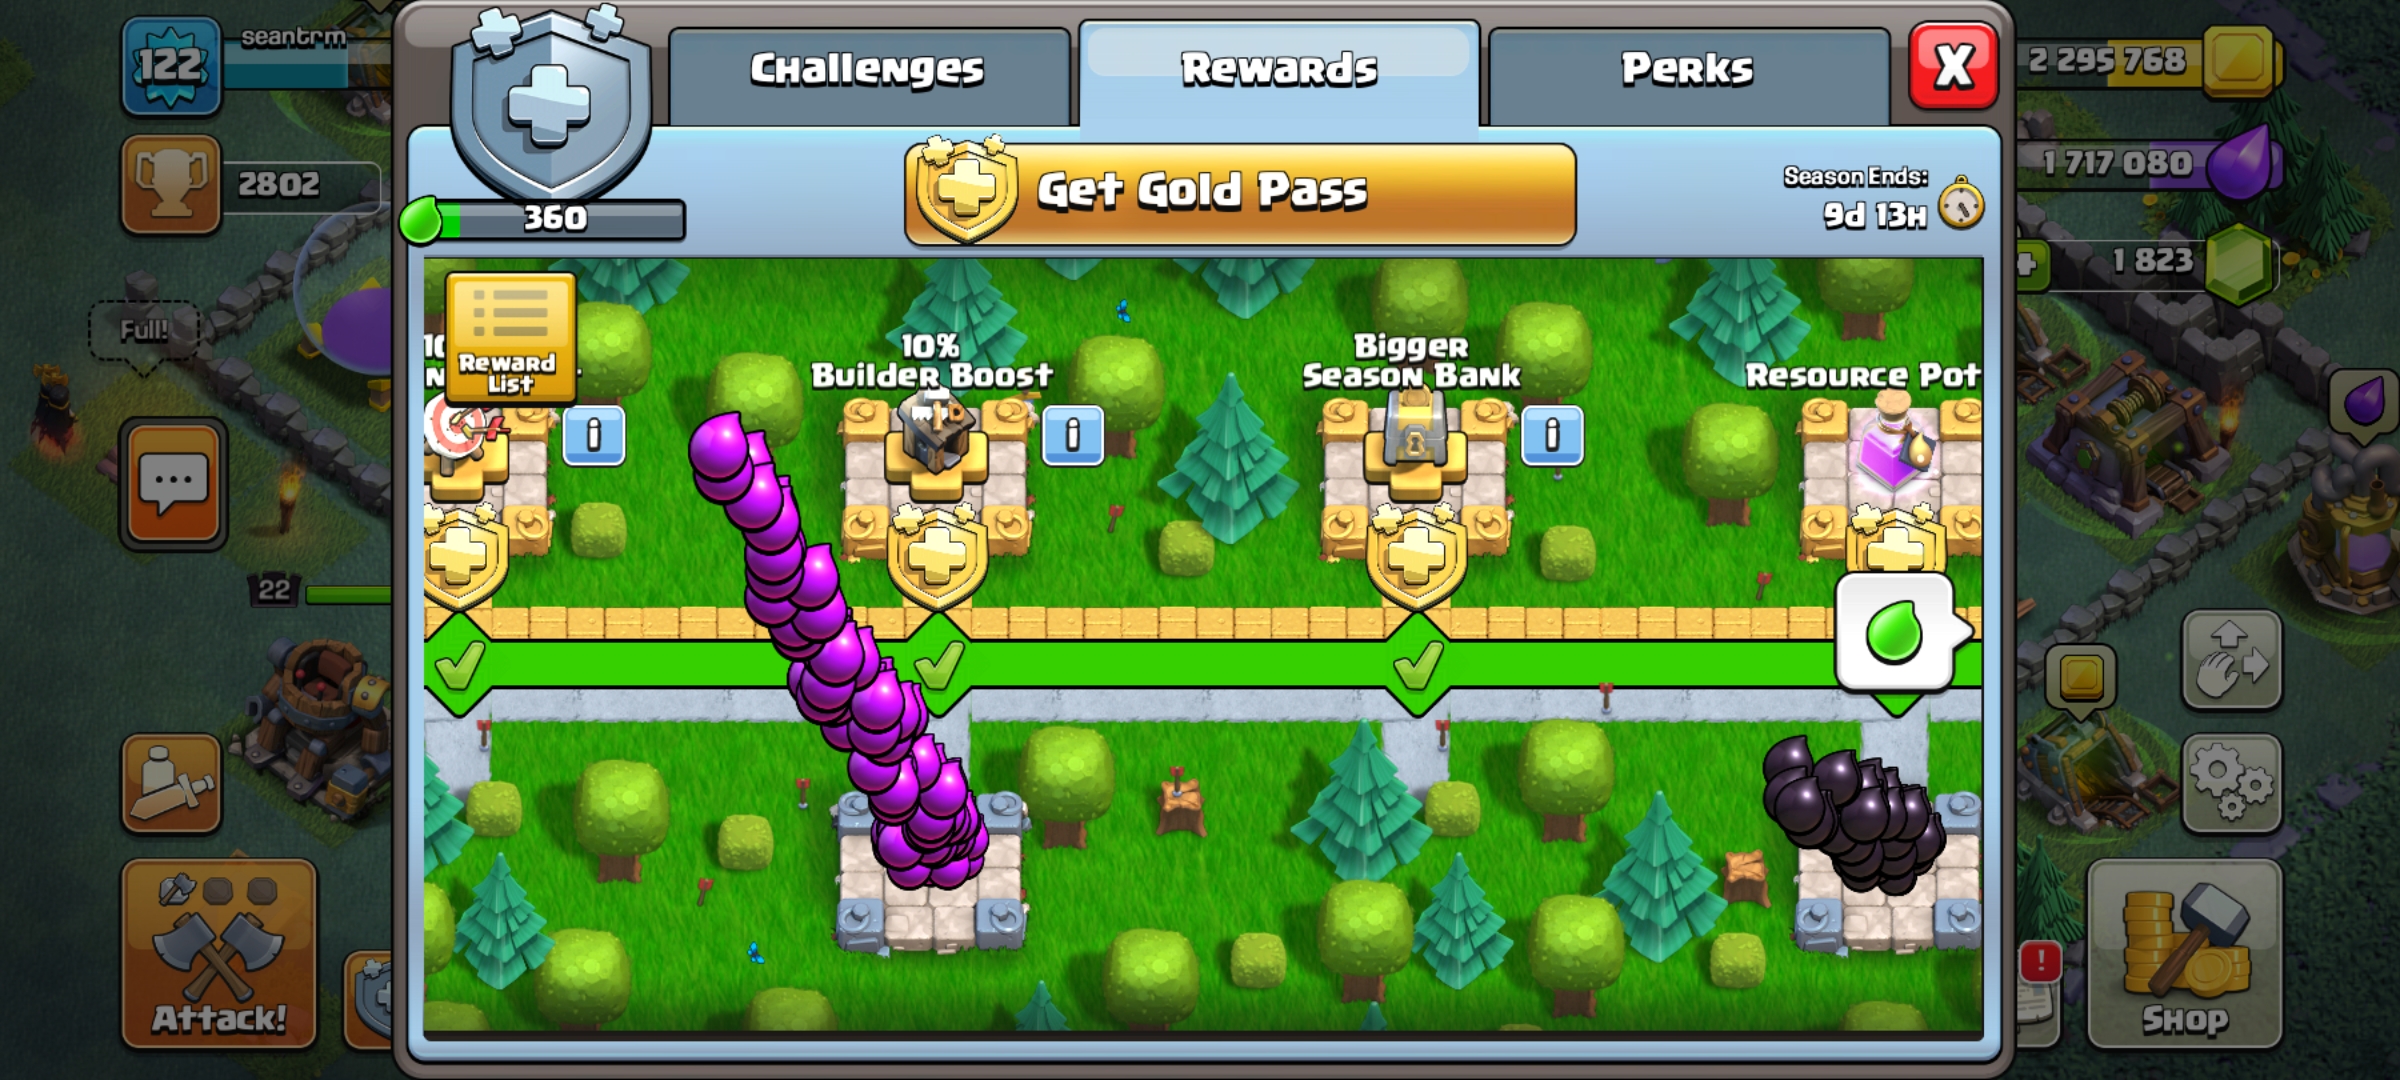 122
seantrm
2802
Full!
22
Attack!
Challenges
Rewards
Perks
X
360
Get Gold Pass
Season Ends:
9d 13h
Reward
List
10%
Builder Boost
Bigger
Season Bank
Resource Pot
i
i
i
2 295 768
1 717 080
1 823
!
Shop